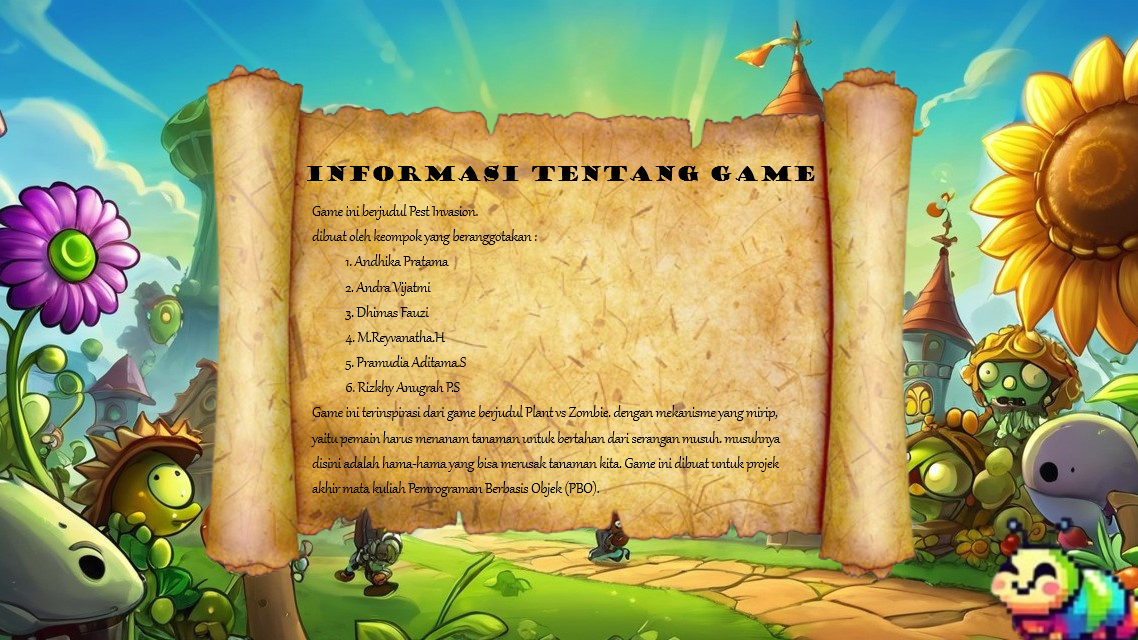 INFORMASI TENTANG GAME
Game ini berjudul Pest Invasion.
dibuat oleh keompok yang beranggotakan :
1. Andhika Pratama
2. Andra Vijatmi
3. Dhimas Fauzi
4. M.Reyvanatha.H
5. Pramudia Aditama.S
6. Rizkhy Anugrah P.S
Game ini terinspirasi dari game berjudul Plant vs Zombie. dengan mekanisme yang mirip,
yaitu pemain harus menanam tanaman untuk bertahan dari serangan musuh. musuhnya
disini adalah hama-hama yang bisa merusak tanaman kita. Game ini dibuat untuk projek
akhir mata kuliah Pemrograman Berbasis Objek (PBO).